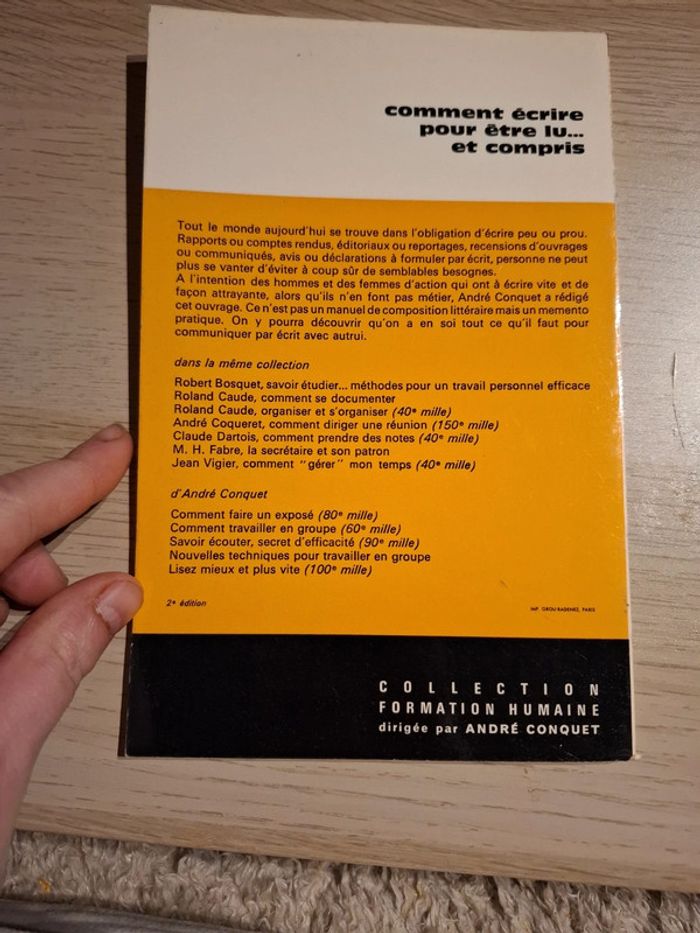 comment écrire
pour être lu...
et compris
Tout le monde aujourd'hui se trouve dans l'obligation d'écrire peu ou prou.
Rapports ou comptes rendus, éditoriaux ou reportages, recensions d'ouvrages
ou communiqués, avis ou déclarations à formuler par écrit, personne ne peut
plus se vanter d'éviter à coup sûr de semblables besognes.
A l'intention des hommes et des femmes d'action qui ont à écrire vite et de
façon attrayante, alors qu'ils n'en font pas métier, André Conquet a rédigé
cet ouvrage. Ce n'est pas un manuel de composition littéraire mais un memento
pratique. On y pourra découvrir qu'on a en soi tout ce qu'il faut pour
communiquer par écrit avec autrui.
dans la même collection
Robert Bosquet, savoir étudier... méthodes pour un travail personnel efficace
Roland Caude, comment se documenter
Roland Caude, organiser et s'organiser (40e mille)
André Coqueret, comment diriger une réunion (150e mille)
Claude Dartois, comment prendre des notes (40e mille)
M. H. Fabre, la secrétaire et son patron
Jean Vigier, comment "gérer" mon temps (40e mille)
d'André Conquet
Comment faire un exposé (80e mille)
Comment travailler en groupe (60e mille)
Savoir écouter, secret d'efficacité (90e mille)
Nouvelles techniques pour travailler en groupe
Lisez mieux et plus vite (100e mille)
2e édition
IMP. GROU-RADENEZ, PARIS
COLLECTION
FORMATION HUMAINE
dirigée par ANDRÉ CONQUET